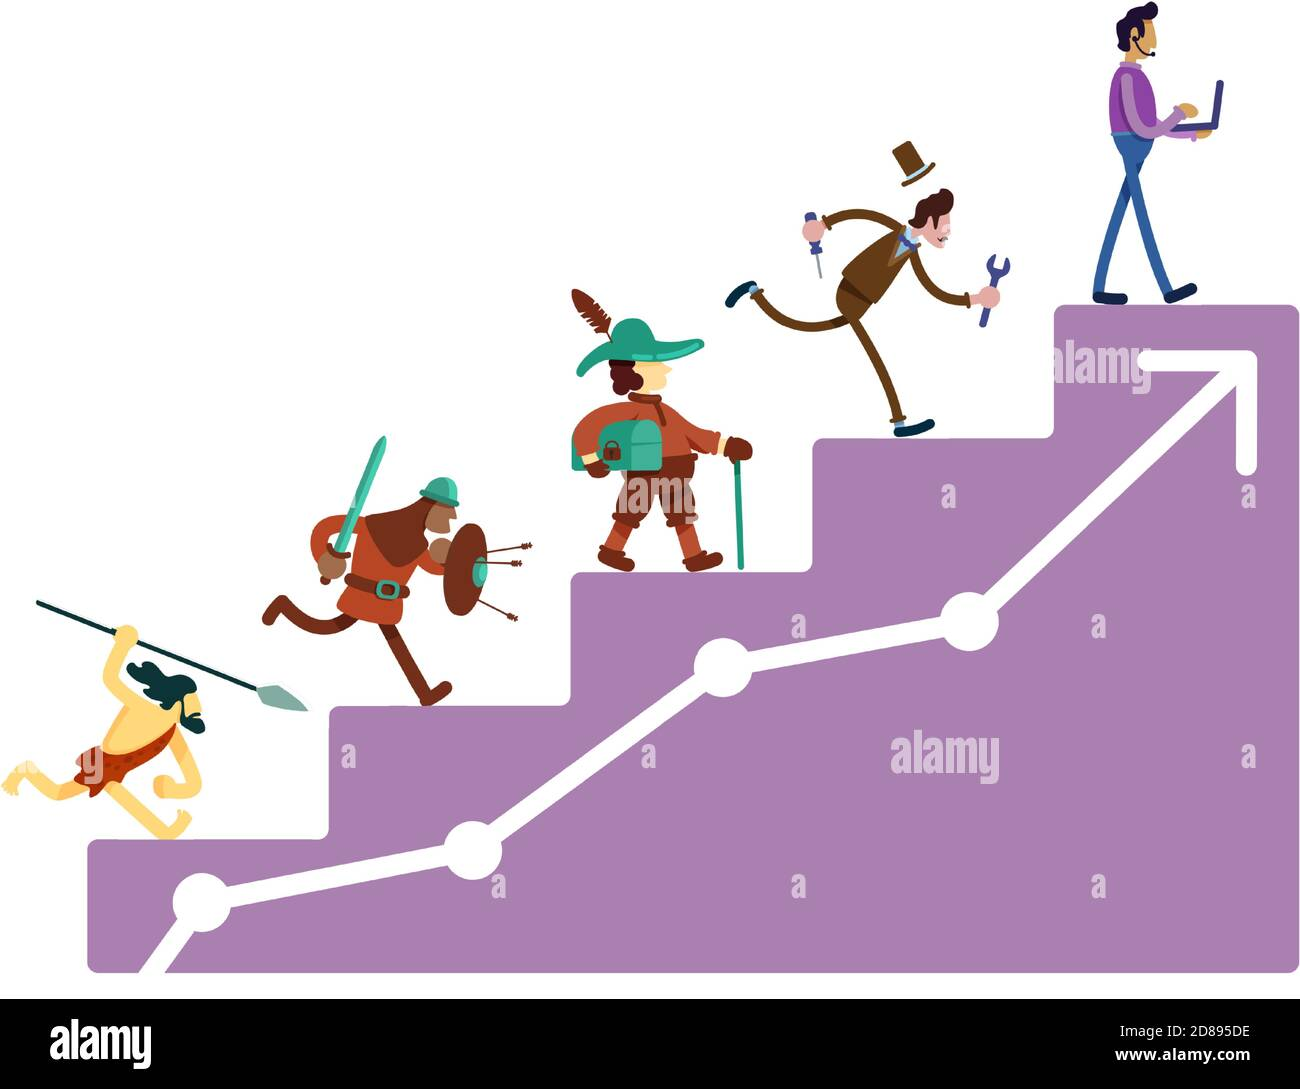 alamy
alamy
a a a
a a
a a a a
a a a
alamy
Image ID: 2D895DE
www.alamy.com